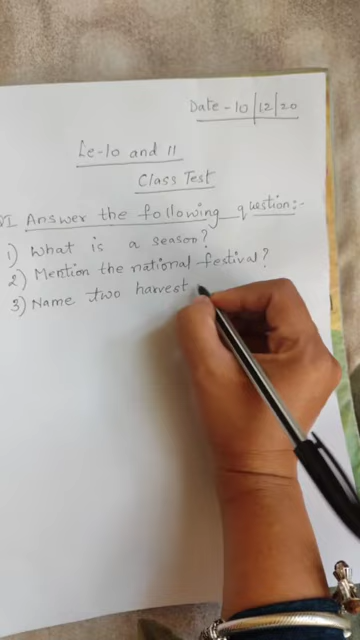 Date - 10/12/20
Le-10 and 11
Class Test
VI Answer the following question:-
1) What is a season?
2) Mention the national festival?
3) Name two harvest